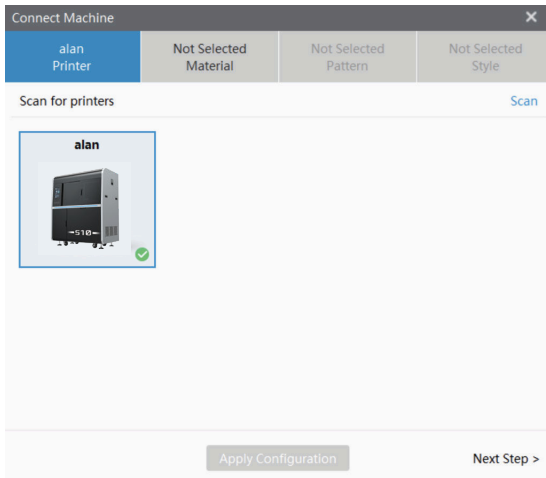 Connect Machine
alan
Printer
Not Selected
Material
Not Selected
Pattern
Not Selected
Style
Scan for printers
Scan
alan
S10
Apply Configuration
Next Step >